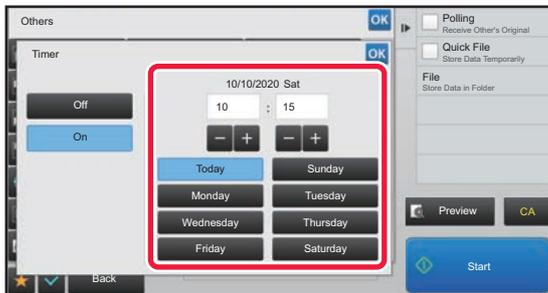 Others
OK
Timer
OK
10/10/2020 Sat
10 : 15
Off
On
Today Sunday
Monday Tuesday
Wednesday Thursday
Friday Saturday
Back
Polling
Receive Other's Original
Quick File
Store Data Temporarily
File
Store Data in Folder
Preview CA
Start